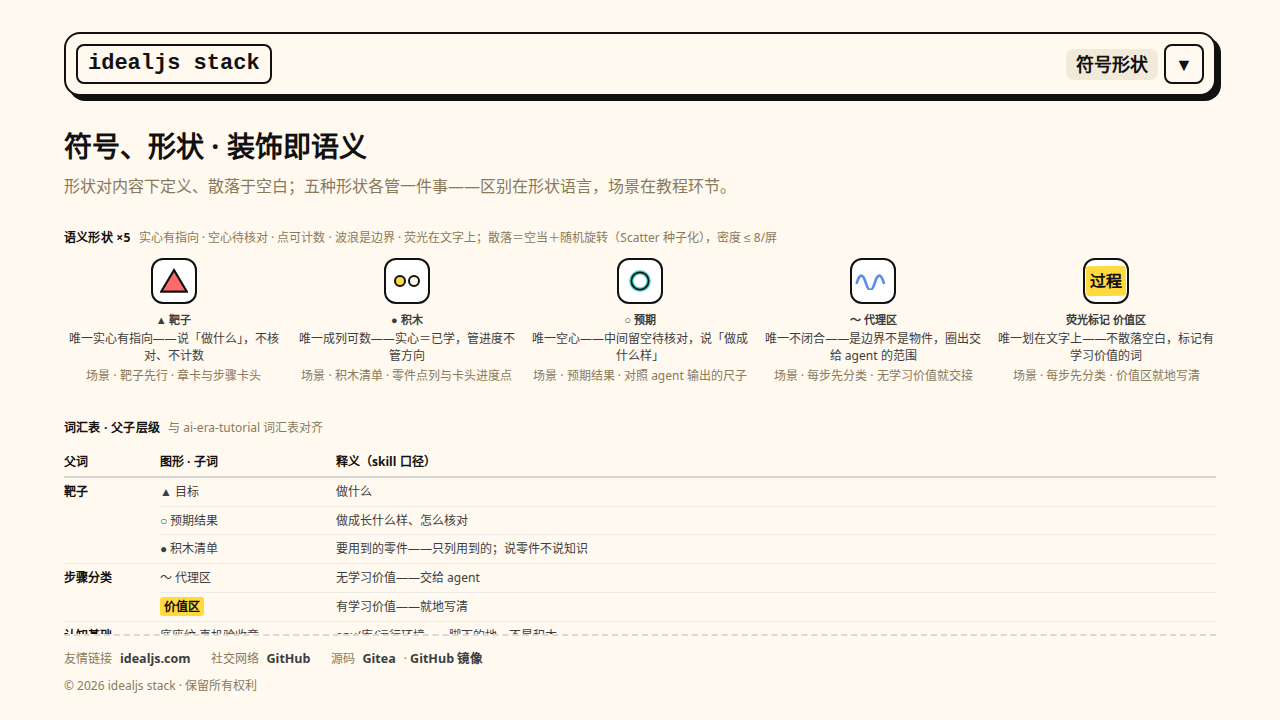 idealjs stack
符号形状 ▼
符号、形状 · 装饰即语义
形状对内容下定义、散落于空白；五种形状各管一件事——区别在形状语言，场景在教程环节。
语义形状 ×5 实心有指向 · 空心待核对 · 点可计数 · 波浪是边界 · 荧光在文字上；散落＝空当＋随机旋转（Scatter 种子化），密度 ≤ 8/屏
过程
▲ 靶子
唯一实心有指向——说「做什么」，不核
对、不计数
场景 · 靶子先行 · 章卡与步骤卡头
● 积木
唯一成列可数——实心＝已学，管进度不
管方向
场景 · 积木清单 · 零件点列与卡头进度点
○ 预期
唯一空心——中间留空待核对，说「做成
什么样」
场景 · 预期结果 · 对照 agent 输出的尺子
～ 代理区
唯一不闭合——是边界不是物件，圈出交
给 agent 的范围
场景 · 每步先分类 · 无学习价值就交接
荧光标记 价值区
唯一划在文字上——不散落空白，标记有
学习价值的词
场景 · 每步先分类 · 价值区就地写清
词汇表 · 父子层级 与 ai-era-tutorial 词汇表对齐
父词 图形 · 子词 释义（skill 口径）
靶子 ▲ 目标 做什么
○ 预期结果 做成长什么样、怎么核对
● 积木清单 要用到的零件——只列用到的；说零件不说知识
步骤分类 ～ 代理区 无学习价值——交给 agent
价值区 有学习价值——就地写清
友情链接 idealjs.com 社交网络 GitHub 源码 Gitea · GitHub 镜像
© 2026 idealjs stack · 保留所有权利